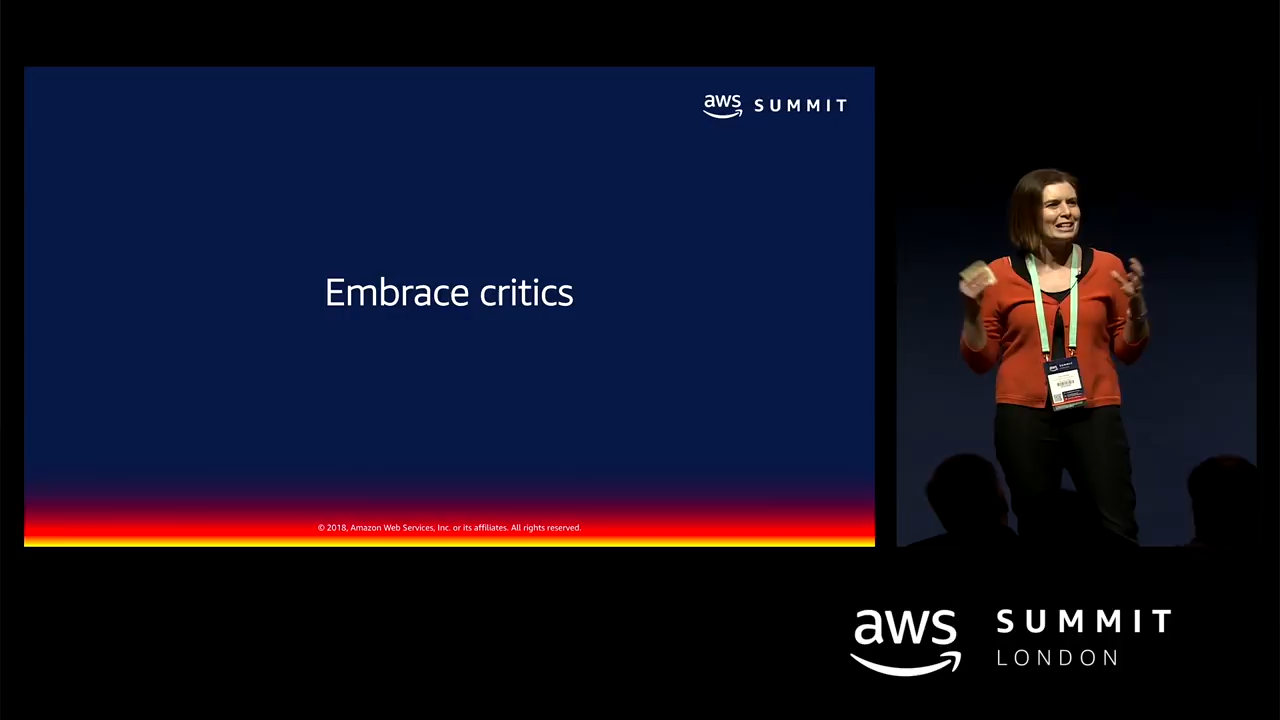 aws SUMMIT
Embrace critics
© 2018, Amazon Web Services, Inc. or its affiliates. All rights reserved.
aws SUMMIT
LONDON